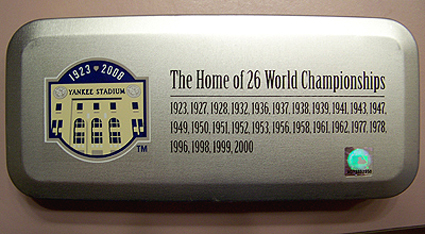 1923 • 2008
YANKEE STADIUM
TM
The Home of 26 World Championships
1923, 1927, 1928, 1932, 1936, 1937, 1938, 1939, 1941, 1943, 1947,
1949, 1950, 1951, 1952, 1953, 1956, 1958, 1961, 1962, 1977, 1978,
1996, 1998, 1999, 2000